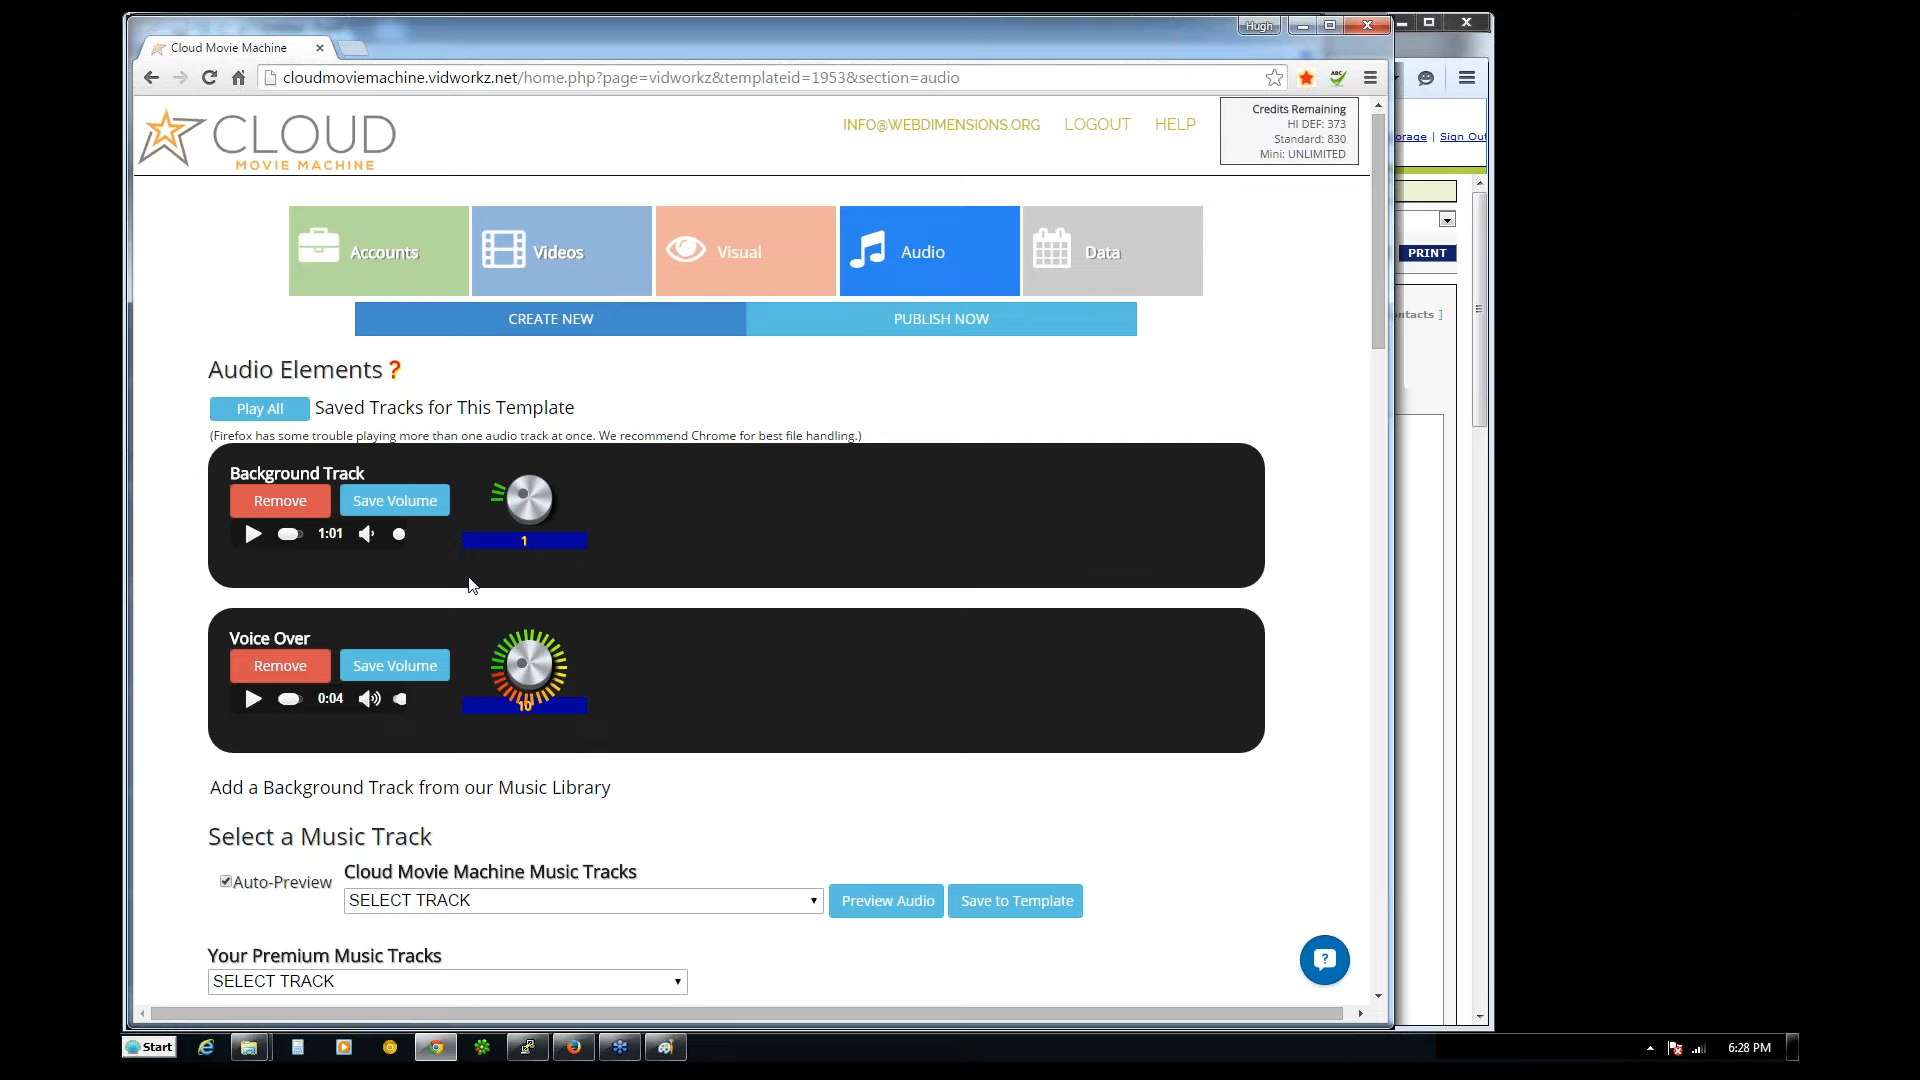 Hugh
Cloud Movie Machine
cloudmoviemachine.vidworkz.net/home.php?page=vidworkz&templateid=1953&section=audio
CLOUD
MOVIE MACHINE
INFO@WEBDIMENSIONS.ORG LOGOUT HELP
Credits Remaining
HI DEF: 373
Standard: 830
Mini: UNLIMITED
orage | Sign Out
Accounts Videos Visual Audio Data
PRINT
CREATE NEW PUBLISH NOW
ontacts ]
Audio Elements ?
Play All Saved Tracks for This Template
(Firefox has some trouble playing more than one audio track at once. We recommend Chrome for best file handling.)
Background Track
Remove Save Volume
1:01
1
Voice Over
Remove Save Volume
0:04
10
Add a Background Track from our Music Library
Select a Music Track
Cloud Movie Machine Music Tracks
Auto-Preview
SELECT TRACK Preview Audio Save to Template
Your Premium Music Tracks
SELECT TRACK
Start 6:28 PM